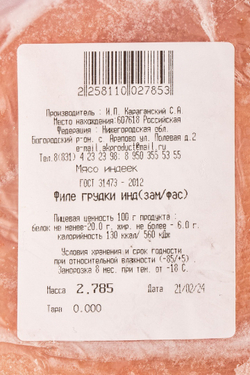 2 258110 027853
Производитель : И.П. Караганский С.А
Место нахождения:607618 Российская
Федерация : Нижегородская обл.
Богородский р-он. с. Арапово ул. Полевая д.2
e-mail.akproduct@mail.ru
Тел.8(831) 4 23 23 98: 8 950 355 53 55
Мясо индеек
ГОСТ 31473 - 2012
Филе грудки инд(зам/фас)
Пищевая ценность 100 г продукта :
белок не менее-20.0 г. жир. не более - 6.0 г.
калорийность 130 ккал/ 560 кДж
Условия хранения и срок годности
при относительной влажности (-85/+5)
Заморозка 8 мес. при тем. от -18 С.
Масса 2.785 Дата 21/02/24
Тара 0.000